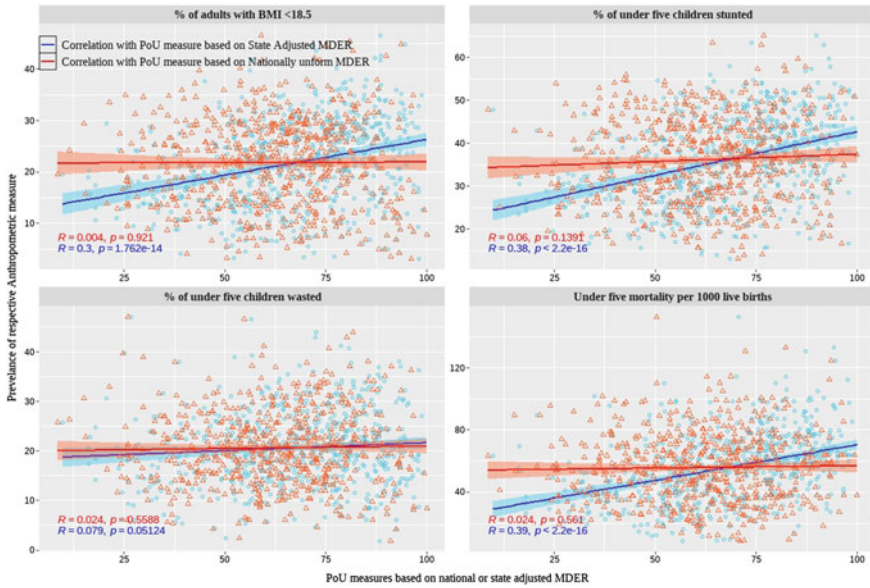 % of adults with BMI <18.5
% of under five children stunted
Correlation with PoU measure based on State Adjusted MDER
Correlation with PoU measure based on Nationally unform MDER
40
30
20
10
R = 0.004, p = 0.921
R = 0.3, p = 1.762e-14
25
50
75
100
60
50
40
30
20
R = 0.06, p = 0.1391
R = 0.38, p < 2.2e-16
25
50
75
100
Prevelance of respective Anthropometric measure
% of under five children wasted
Under five mortality per 1000 live births
40
30
20
10
0
R = 0.024, p = 0.5588
R = 0.079, p = 0.05124
25
50
75
100
120
80
40
R = 0.024, p = 0.561
R = 0.39, p < 2.2e-16
25
50
75
100
PoU measures based on national or state adjusted MDER